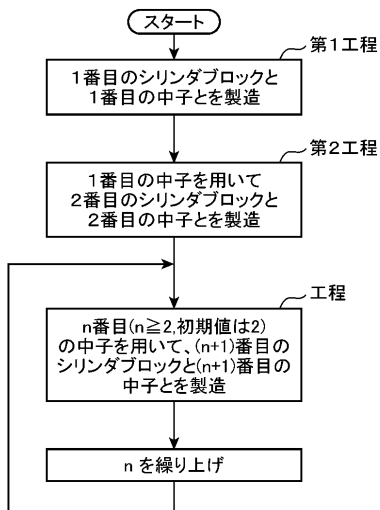 スタート
第1工程
1番目のシリンダブロックと
1番目の中子とを製造
第2工程
1番目の中子を用いて
2番目のシリンダブロックと
2番目の中子とを製造
工程
n番目(n≧2,初期値は2)
の中子を用いて、(n+1)番目の
シリンダブロックと(n+1)番目の
中子とを製造
n を繰り上げ